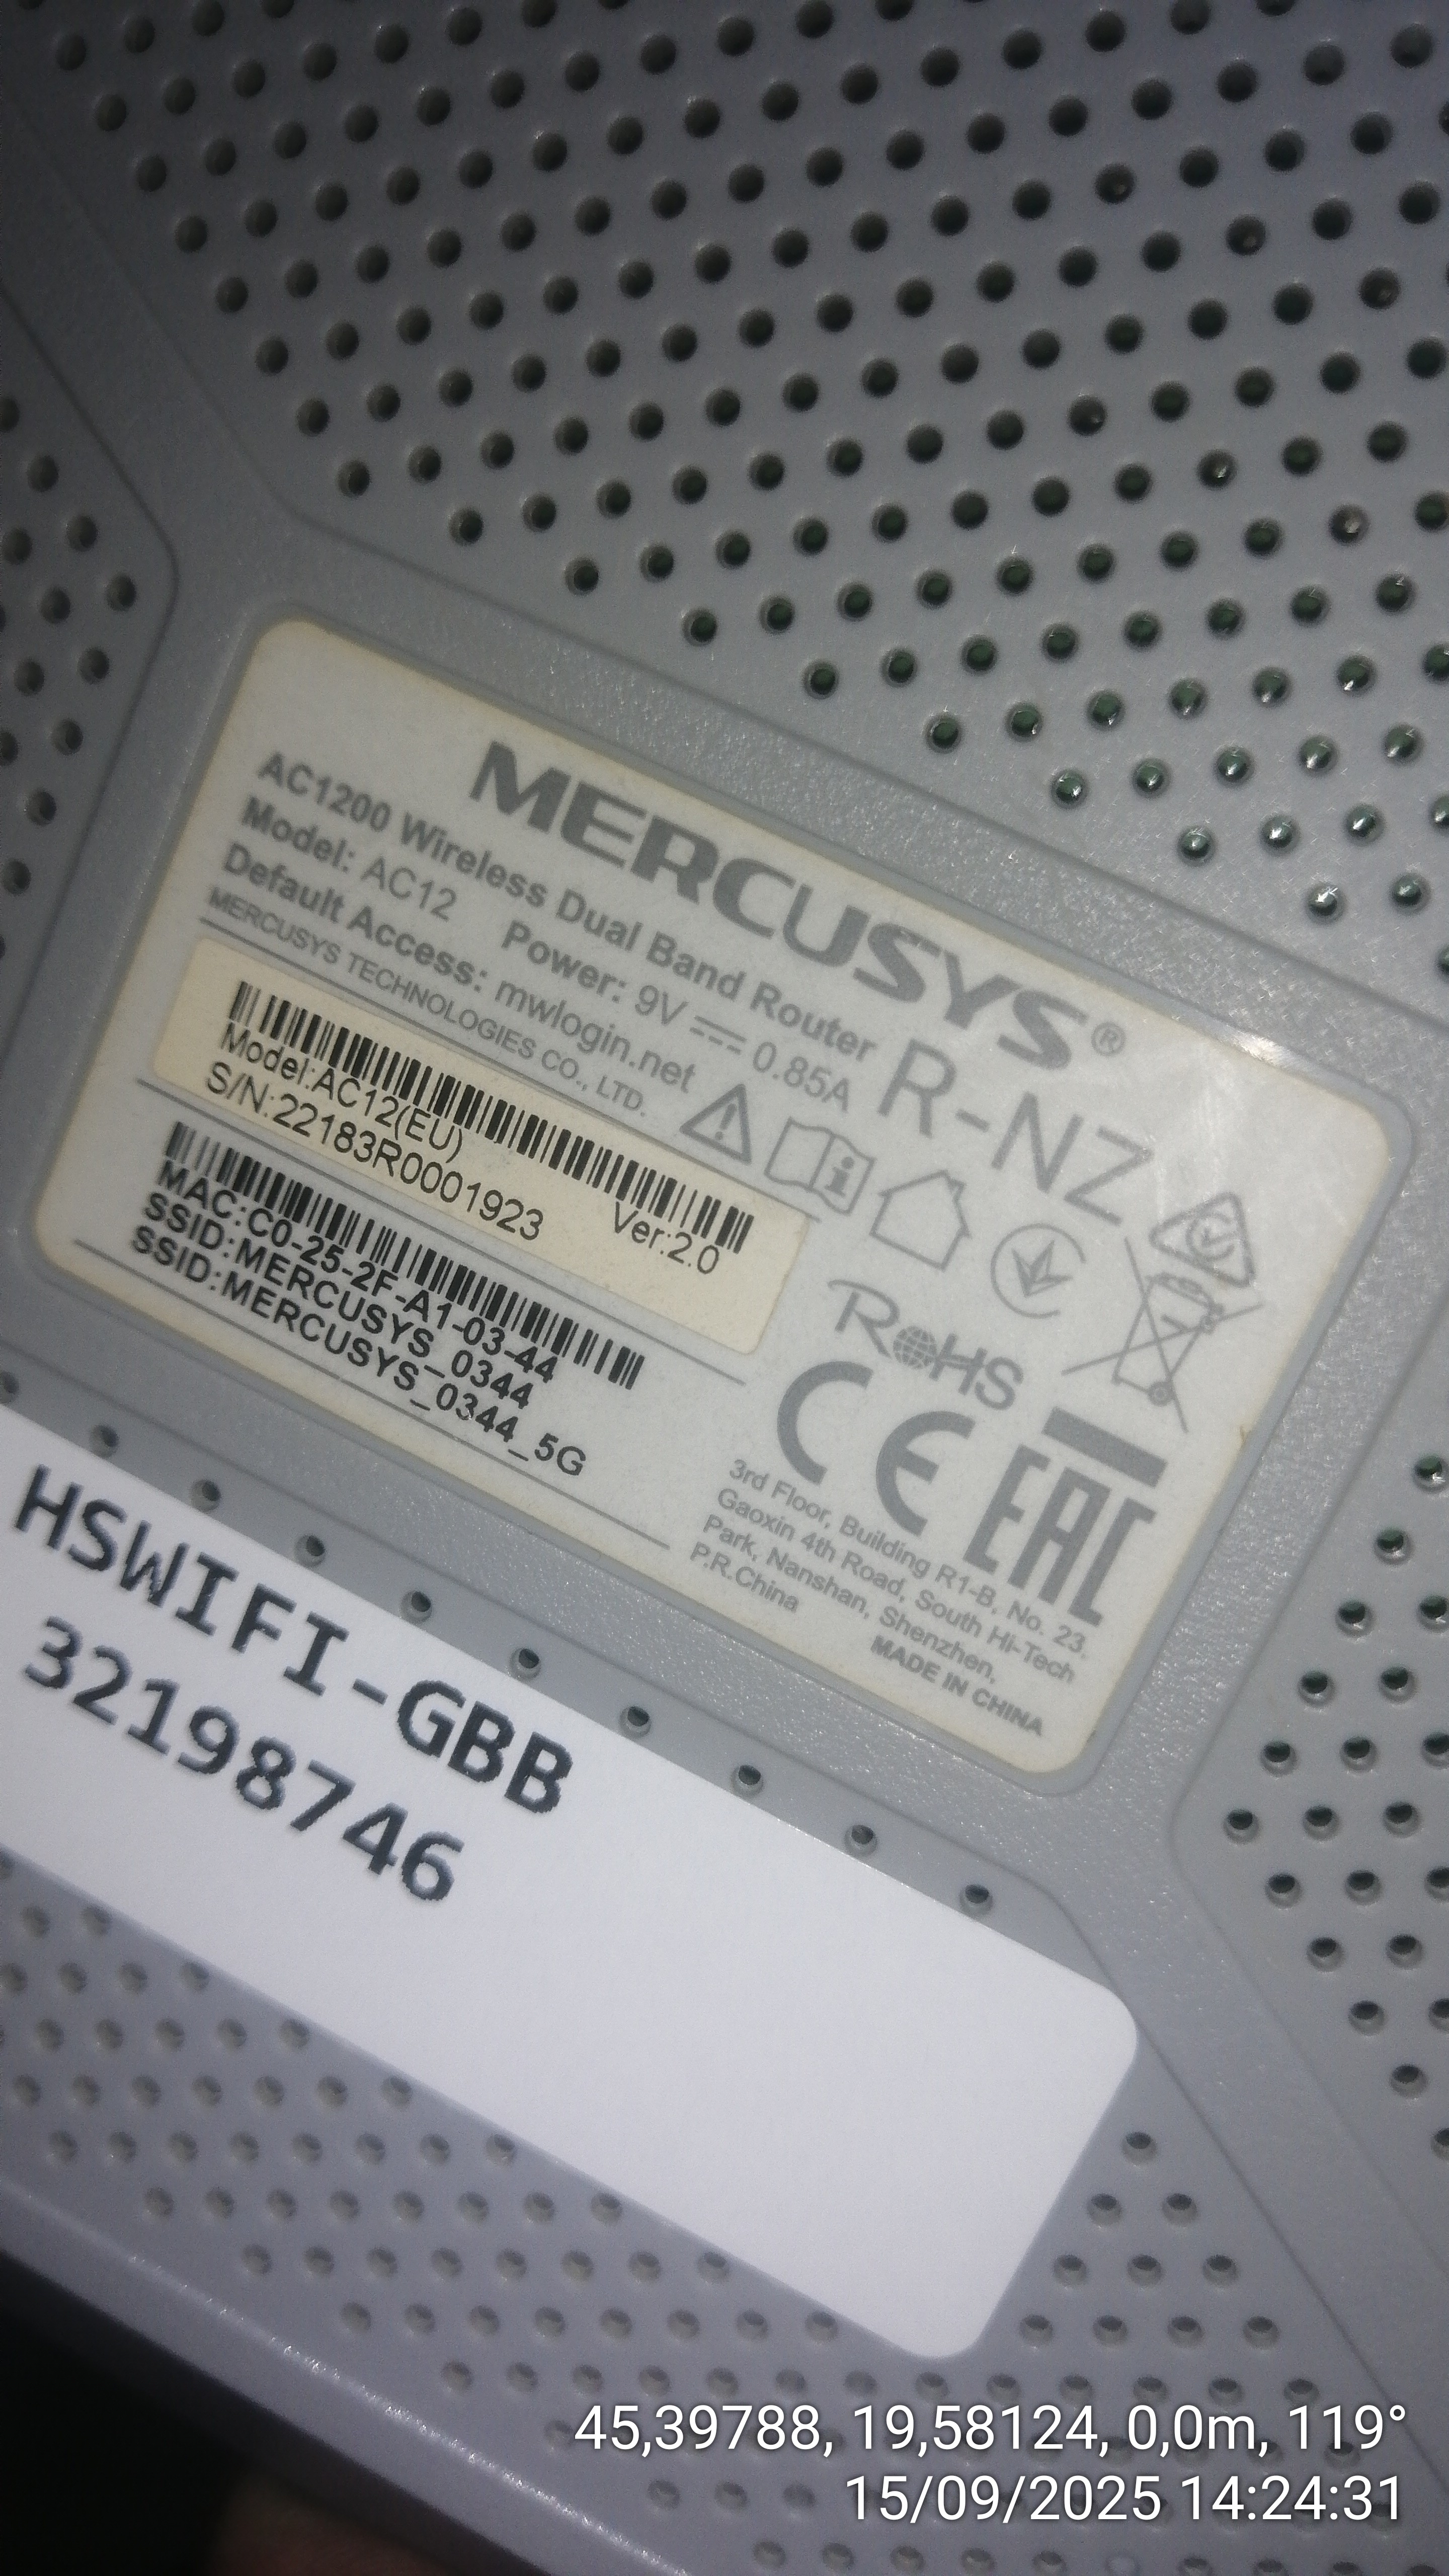 MERCUSYS®
AC1200 Wireless Dual Band Router
Model: AC12 Power: 9V 0.85A
Default Access: mwlogin.net
MERCUSYS TECHNOLOGIES CO., LTD.
R-NZ
Model:AC12(EU) Ver:2.0
S/N:22183R0001923
MAC:C0-25-2F-A1-03-44
SSID:MERCUSYS_0344
SSID:MERCUSYS_0344_5G
RoHS
CE
EAC
3rd Floor, Building R1-B, No. 23,
Gaoxin 4th Road, South Hi-Tech
Park, Nanshan, Shenzhen,
P.R.China
MADE IN CHINA
HSWIFI-GBB
32198746
45,39788, 19,58124, 0,0m, 119°
15/09/2025 14:24:31